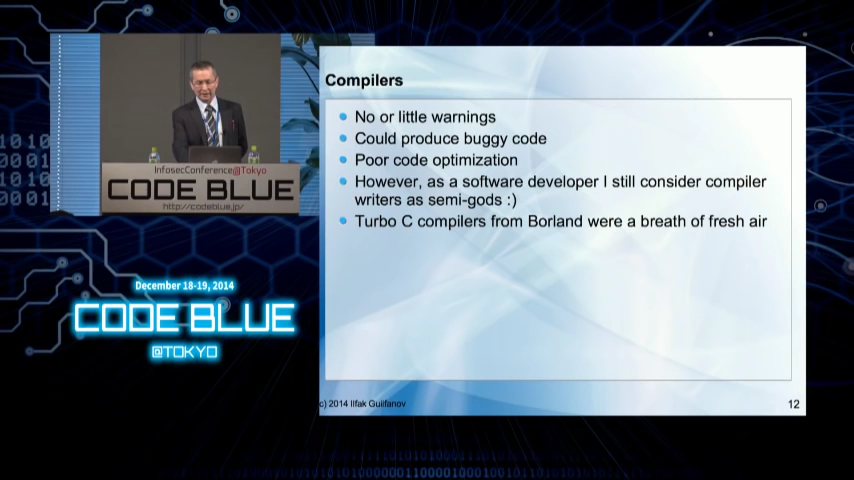 Compilers
No or little warnings
Could produce buggy code
Poor code optimization
However, as a software developer I still consider compiler
writers as semi-gods :)
Turbo C compilers from Borland were a breath of fresh air
c) 2014 Ilfak Guilfanov
12
InfosecConference@Tokyo
CODE BLUE
http://codeblue.jp/
December 18-19, 2014
CODE BLUE
@TOKYO